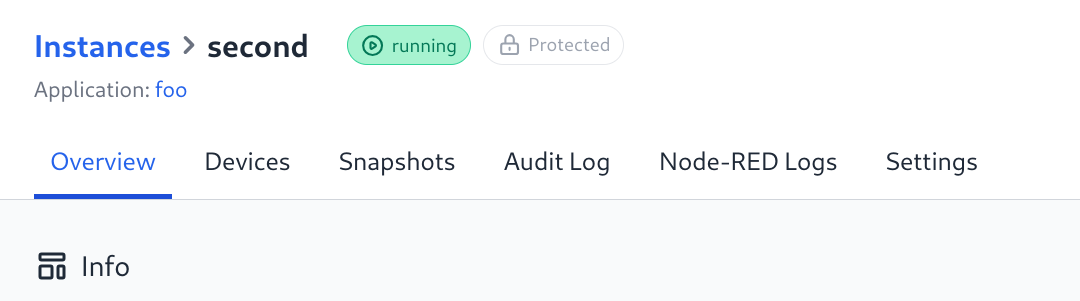 Instances > second running Protected
Application: foo
Overview Devices Snapshots Audit Log Node-RED Logs Settings
Info